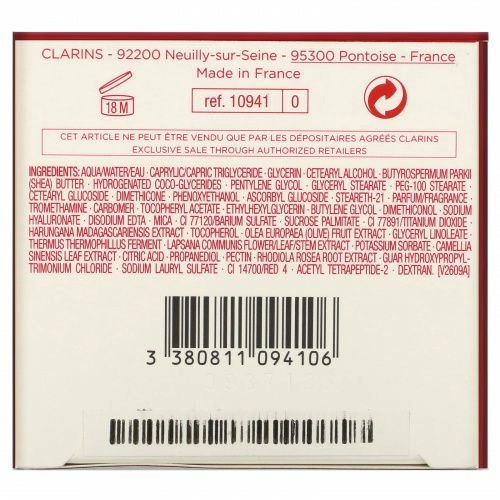 CLARINS - 92200 Neuilly-sur-Seine - 95300 Pontoise - France
Made in France
18 M
ref. 10941 0
CET ARTICLE NE PEUT ÊTRE VENDU QUE PAR LES DÉPOSITAIRES AGRÉÉS CLARINS
EXCLUSIVE SALE THROUGH AUTHORIZED RETAILERS
INGREDIENTS: AQUA/WATER/EAU · CAPRYLIC/CAPRIC TRIGLYCERIDE · GLYCERIN · CETEARYL ALCOHOL · BUTYROSPERMUM PARKII
(SHEA) BUTTER · HYDROGENATED COCO-GLYCERIDES · PENTYLENE GLYCOL · GLYCERYL STEARATE · PEG-100 STEARATE ·
CETEARYL GLUCOSIDE · DIMETHICONE · PHENOXYETHANOL · ASCORBYL GLUCOSIDE · STEARETH-21 · PARFUM/FRAGRANCE
TROMETHAMINE · CARBOMER · TOCOPHERYL ACETATE · ETHYLHEXYLGLYCERIN · BUTYLENE GLYCOL · DIMETHICONOL · SODIUM
HYALURONATE · DISODIUM EDTA · MICA · CI 77120/BARIUM SULFATE · SUCROSE PALMITATE · CI 77891/TITANIUM DIOXIDE ·
HARUNGANA MADAGASCARIENSIS EXTRACT · TOCOPHEROL · OLEA EUROPAEA (OLIVE) FRUIT EXTRACT · GLYCERYL LINOLEATE ·
THERMUS THERMOPHILLUS FERMENT · LAPSANA COMMUNIS FLOWER/LEAF/STEM EXTRACT · POTASSIUM SORBATE · CAMELLIA
SINENSIS LEAF EXTRACT · CITRIC ACID · PROPANEDIOL · PECTIN · RHODIOLA ROSEA ROOT EXTRACT · GUAR HYDROXYPROPYL-
TRIMONIUM CHLORIDE · SODIUM LAURYL SULFATE · CI 14700/RED 4 · ACETYL TETRAPEPTIDE-2 · DEXTRAN. [V2609A]
3 380811 094106